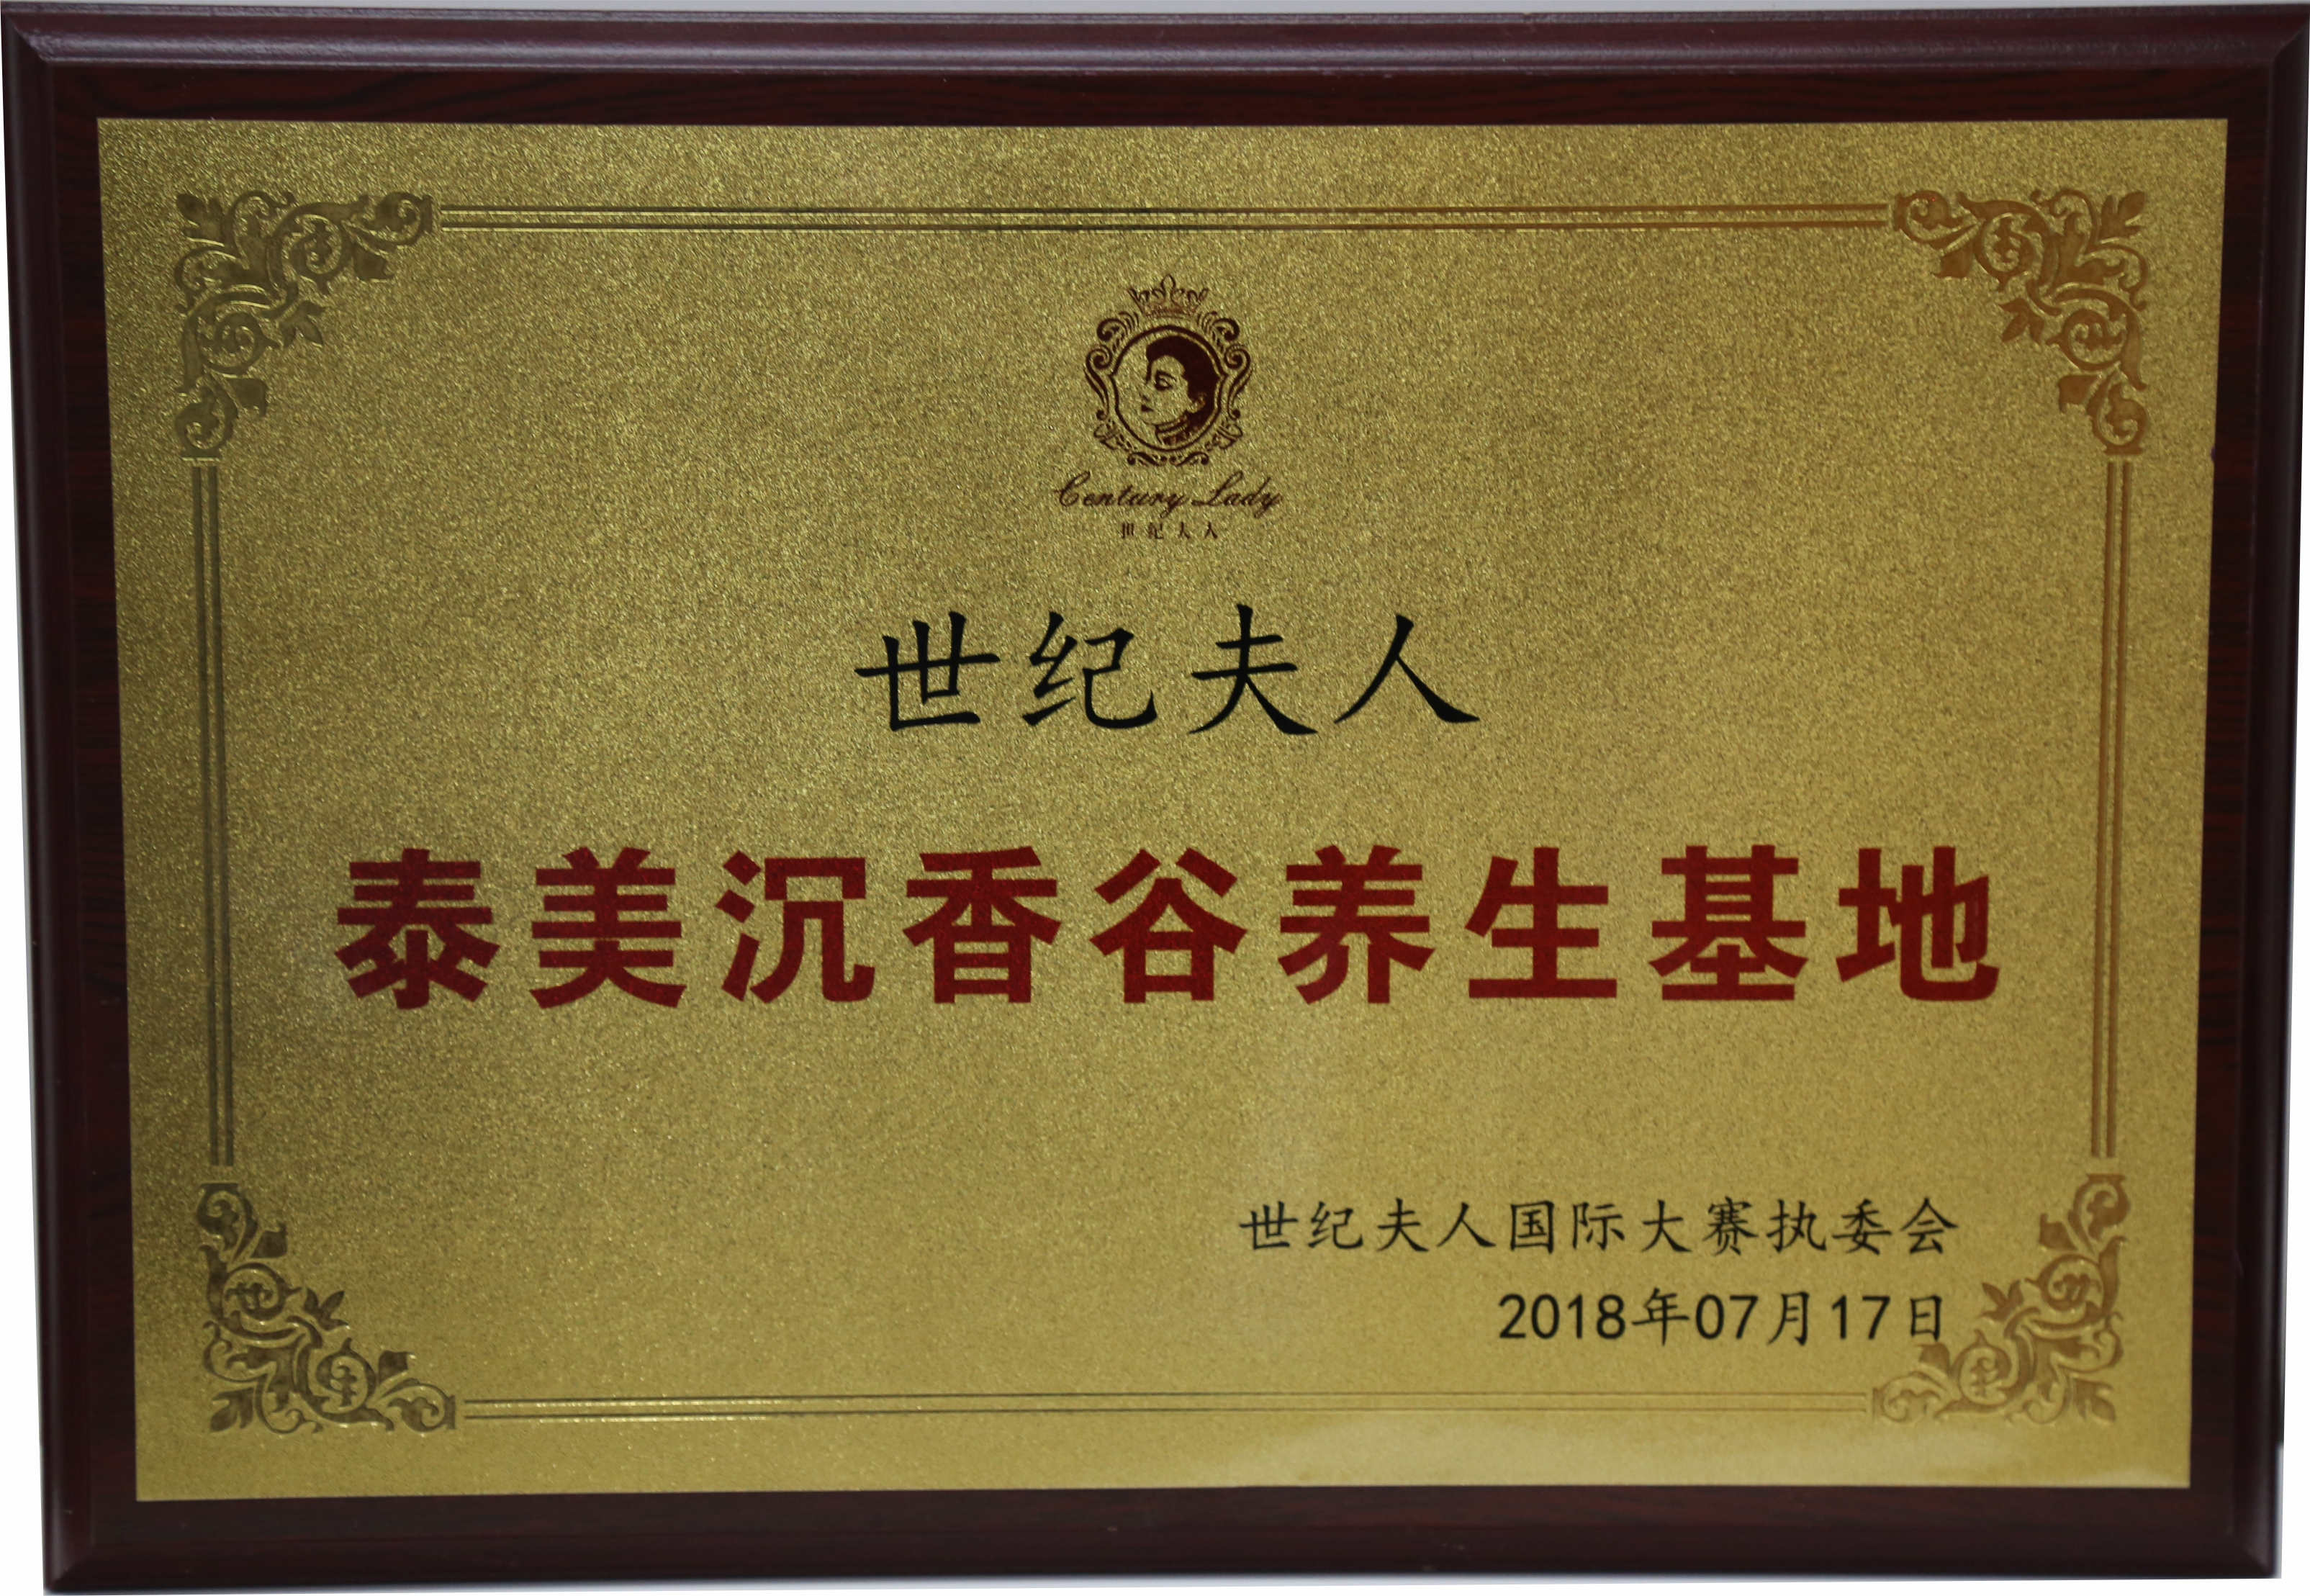 Century Lady
世纪夫人
世纪夫人
泰美沉香谷养生基地
世纪夫人国际大赛执委会
2018年07月17日